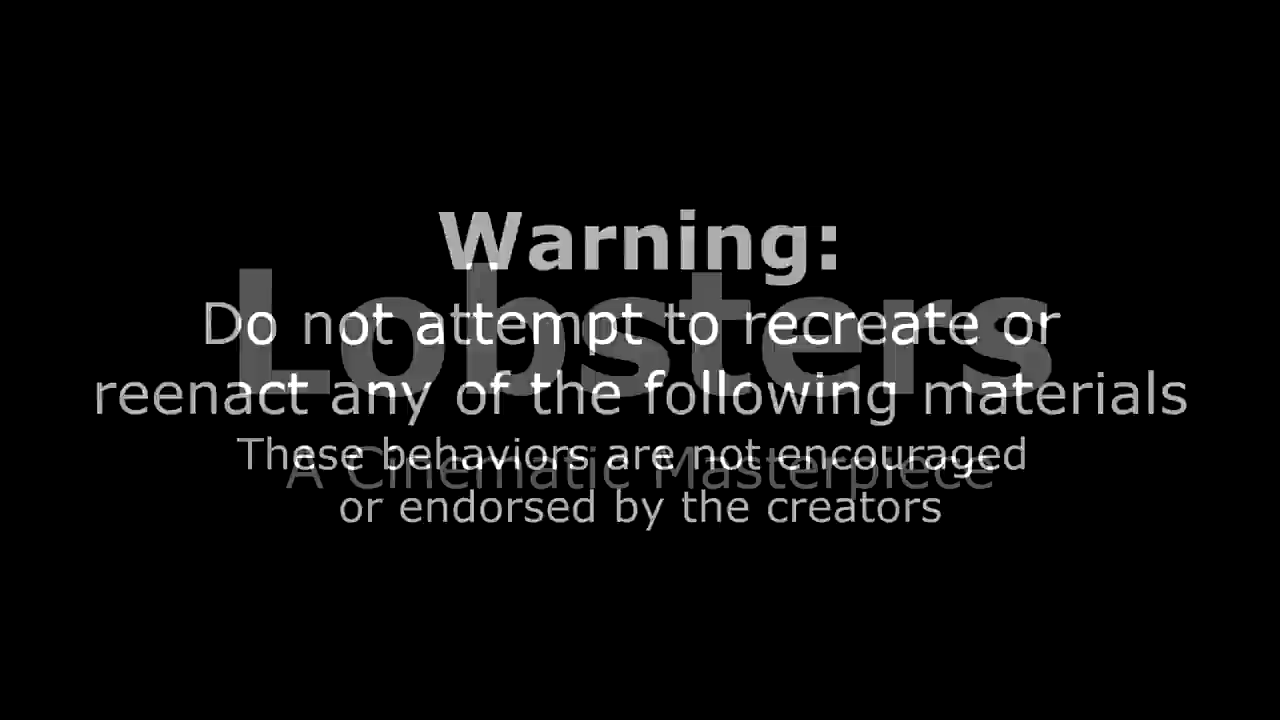 Warning:
Lobsters
Do not attempt to recreate or
reenact any of the following materials
These behaviors are not encouraged
A Cinematic Masterpiece
or endorsed by the creators